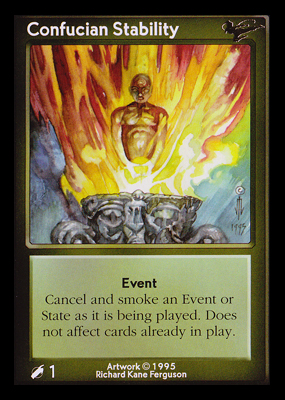 Confucian Stability
1995
Event
Cancel and smoke an Event or
State as it is being played. Does
not affect cards already in play.
1
Artwork © 1995
Richard Kane Ferguson